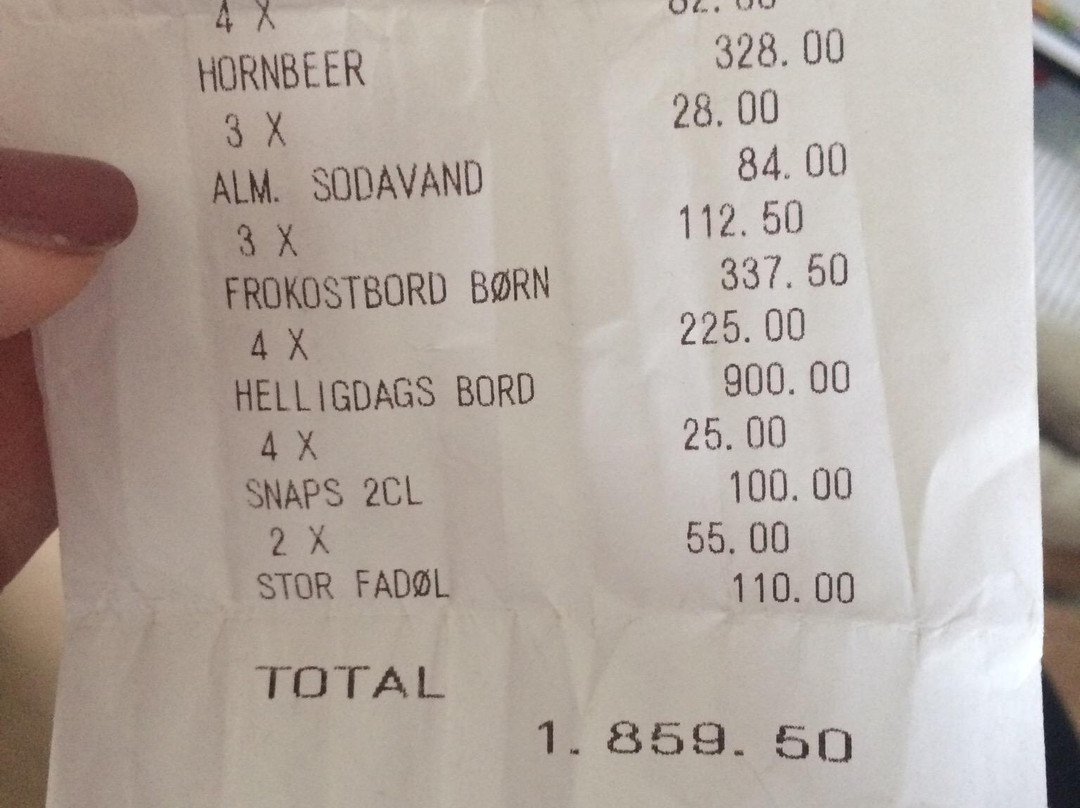 4 X 82.00
HORNBEER 328.00
3 X 28.00
ALM. SODAVAND 84.00
3 X 112.50
FROKOSTBORD BØRN 337.50
4 X 225.00
HELLIGDAGS BORD 900.00
4 X 25.00
SNAPS 2CL 100.00
2 X 55.00
STOR FADØL 110.00
TOTAL
1.859.50